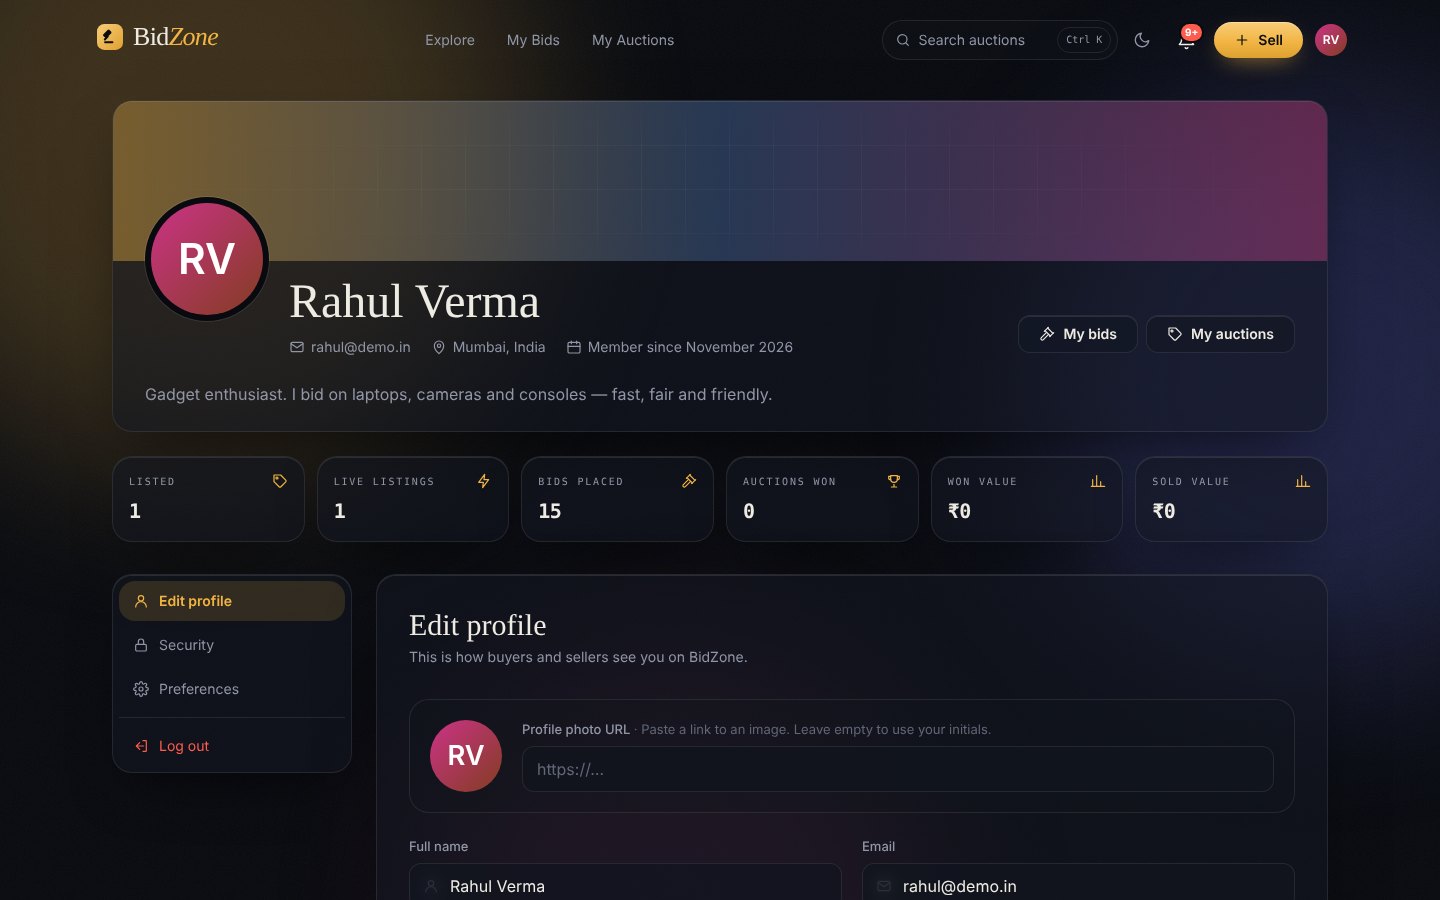 BidZone
Explore My Bids My Auctions
Search auctions Ctrl K
9+
Sell
RV
RV
Rahul Verma
rahul@demo.in Mumbai, India Member since November 2026
My bids My auctions
Gadget enthusiast. I bid on laptops, cameras and consoles — fast, fair and friendly.
LISTED
1
LIVE LISTINGS
1
BIDS PLACED
15
AUCTIONS WON
0
WON VALUE
₹0
SOLD VALUE
₹0
Edit profile
Security
Preferences
Log out
Edit profile
This is how buyers and sellers see you on BidZone.
RV
Profile photo URL · Paste a link to an image. Leave empty to use your initials.
https://...
Full name
Rahul Verma
Email
rahul@demo.in